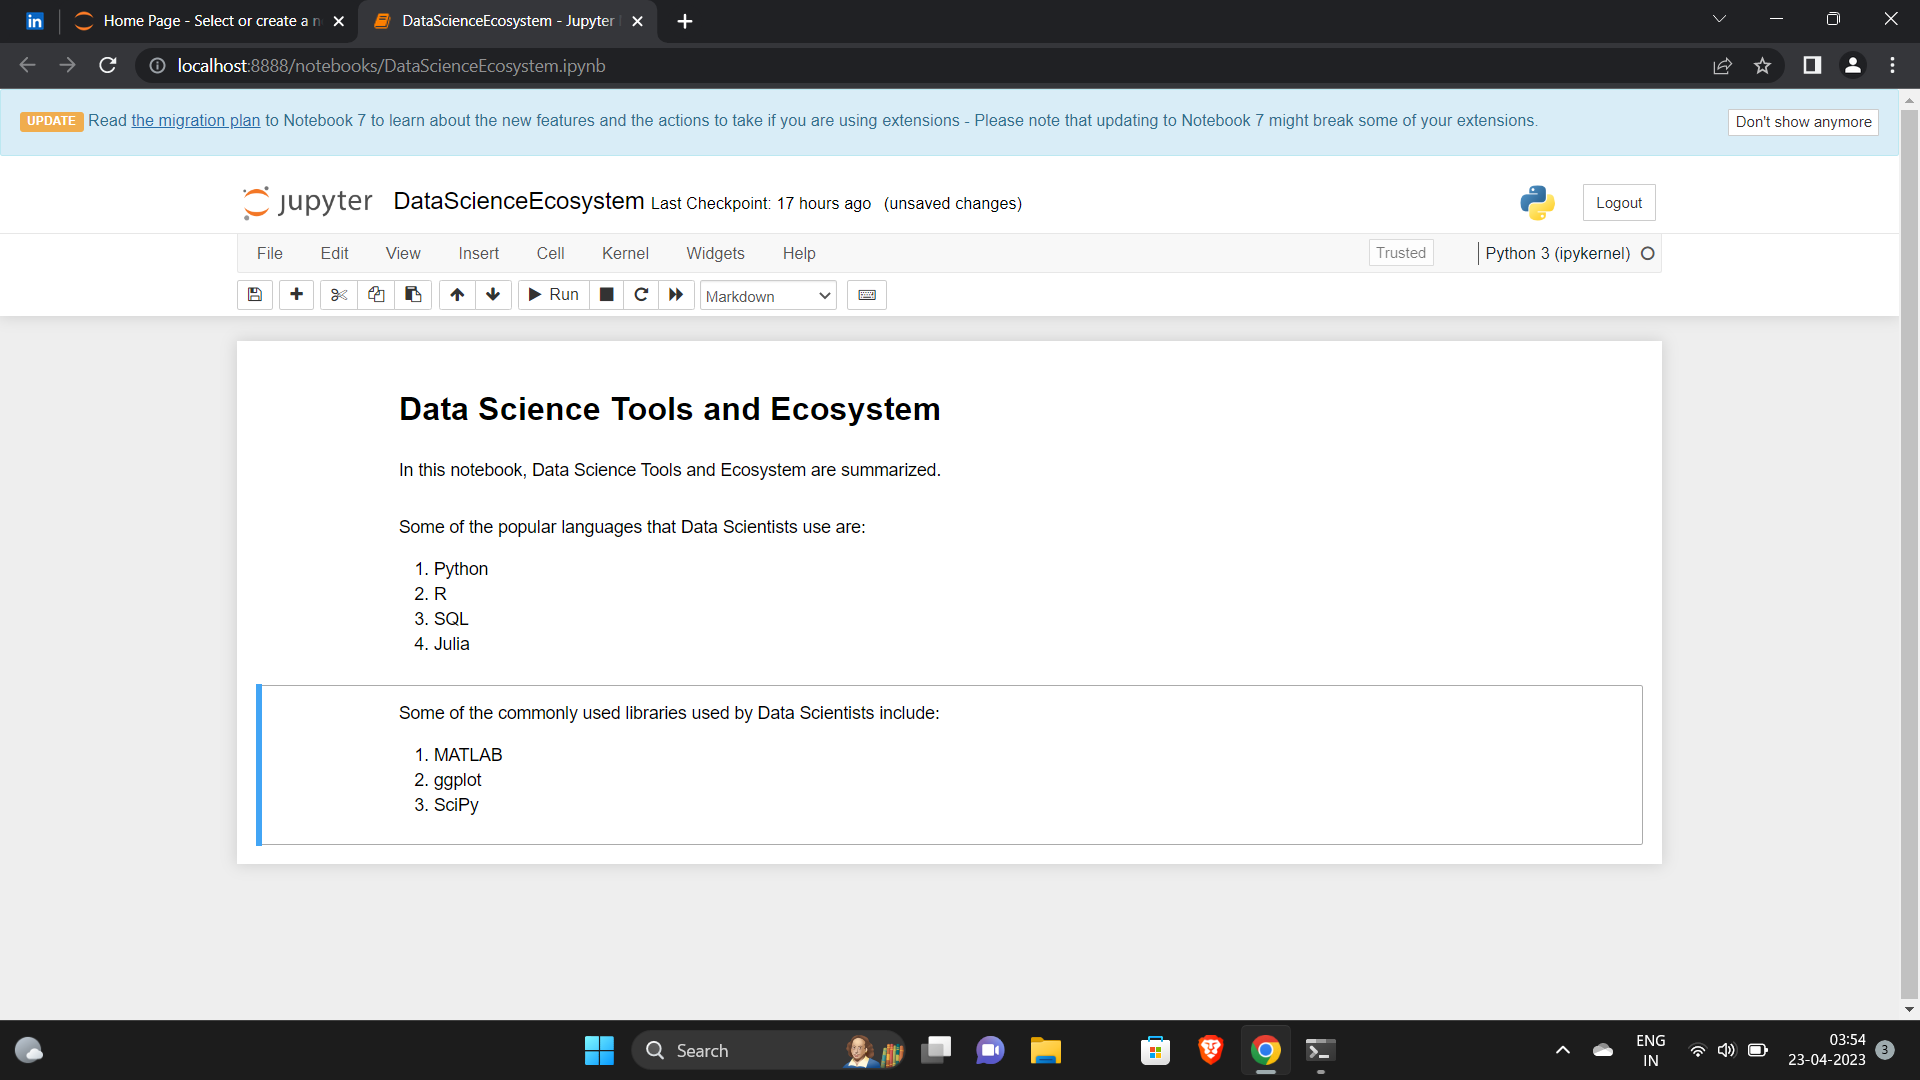 in
Home Page - Select or create a n
DataScienceEcosystem - Jupyter
localhost:8888/notebooks/DataScienceEcosystem.ipynb
UPDATE Read the migration plan to Notebook 7 to learn about the new features and the actions to take if you are using extensions - Please note that updating to Notebook 7 might break some of your extensions.
Don't show anymore
jupyter DataScienceEcosystem Last Checkpoint: 17 hours ago (unsaved changes)
Logout
File Edit View Insert Cell Kernel Widgets Help
Trusted
Python 3 (ipykernel)
Run
Markdown
Data Science Tools and Ecosystem
In this notebook, Data Science Tools and Ecosystem are summarized.
Some of the popular languages that Data Scientists use are:
1. Python
2. R
3. SQL
4. Julia
Some of the commonly used libraries used by Data Scientists include:
1. MATLAB
2. ggplot
3. SciPy
Search
ENG
IN
03:54
23-04-2023
3